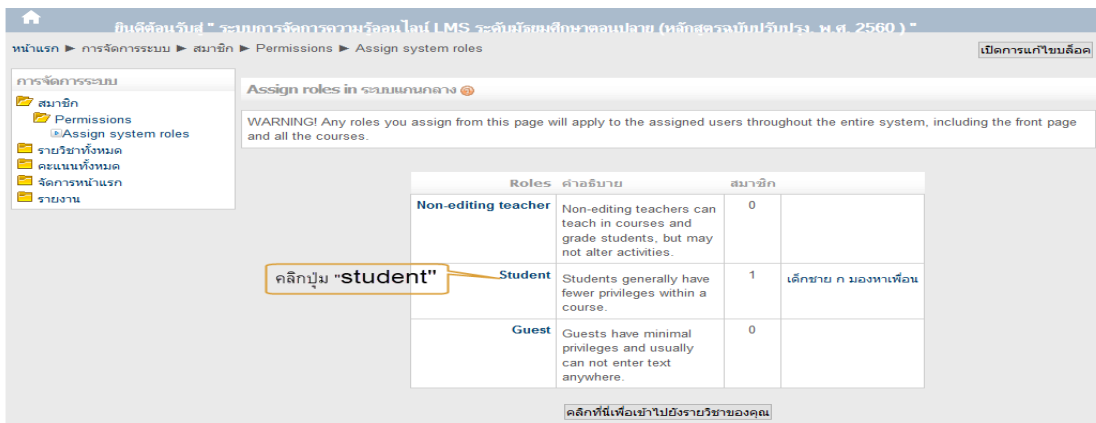 ยินดีต้อนรับสู่ " ระบบการจัดการความรู้ออนไลน์ LMS ระดับมัธยมศึกษาตอนปลาย (หลักสูตรฉบับปรับปรุง พ.ศ. 2560 ) "
หน้าแรก ► การจัดการระบบ ► สมาชิก ► Permissions ► Assign system roles
เปิดการแก้ไขบล็อค
การจัดการระบบ
สมาชิก
Permissions
Assign system roles
รายวิชาทั้งหมด
คะแนนทั้งหมด
จัดการหน้าแรก
รายงาน
Assign roles in ระบบแกนกลาง
WARNING! Any roles you assign from this page will apply to the assigned users throughout the entire system, including the front page
and all the courses.
Roles คำอธิบาย สมาชิก
Non-editing teacher Non-editing teachers can 0
teach in courses and
grade students, but may
not alter activities.
คลิกปุ่ม "student"
Student Students generally have 1 เด็กชาย ก มองหาเพื่อน
fewer privileges within a
course.
Guest Guests have minimal 0
privileges and usually
can not enter text
anywhere.
คลิกที่นี่เพื่อเข้าไปยังรายวิชาของคุณ